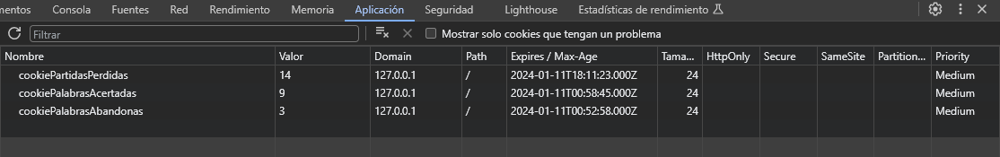 mentos Consola Fuentes Red Rendimiento Memoria Aplicación Seguridad Lighthouse Estadísticas de rendimiento
Filtrar Mostrar solo cookies que tengan un problema
Nombre Valor Domain Path Expires / Max-Age Tama... HttpOnly Secure SameSite Partition... Priority
cookiePartidasPerdidas 14 127.0.0.1 / 2024-01-11T18:11:23.000Z 24 Medium
cookiePalabrasAcertadas 9 127.0.0.1 / 2024-01-11T00:58:45.000Z 24 Medium
cookiePalabrasAbandonas 3 127.0.0.1 / 2024-01-11T00:52:58.000Z 24 Medium